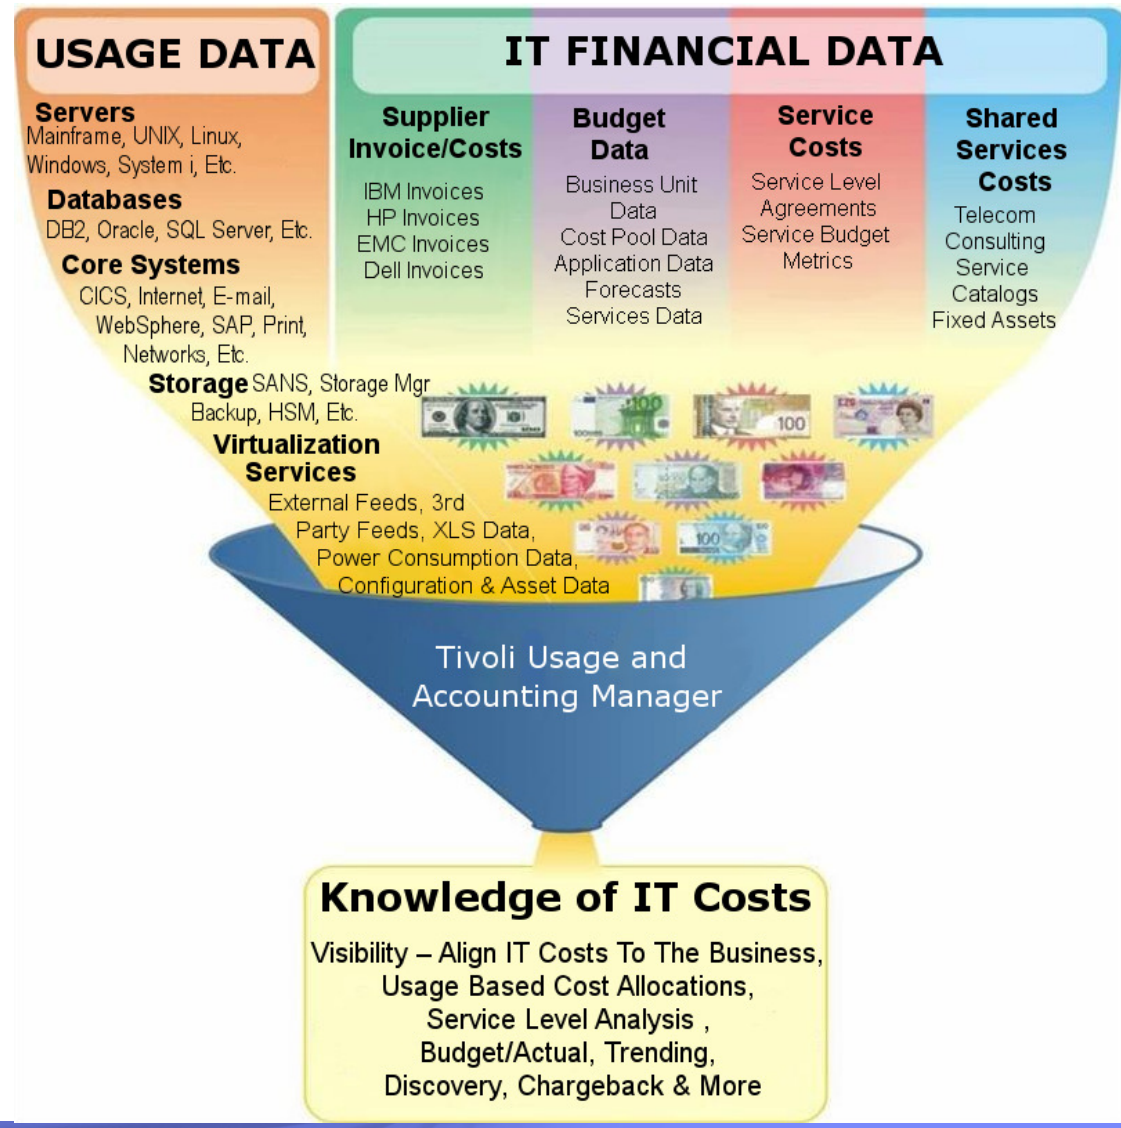 USAGE DATA
Servers
Mainframe, UNIX, Linux,
Windows, System i, Etc.
Databases
DB2, Oracle, SQL Server, Etc.
Core Systems
CICS, Internet, E-mail,
WebSphere, SAP, Print,
Networks, Etc.
Storage SANS, Storage Mgr
Backup, HSM, Etc.
Virtualization
Services
External Feeds, 3rd
Party Feeds, XLS Data,
Power Consumption Data,
Configuration & Asset Data
IT FINANCIAL DATA
Supplier
Invoice/Costs
IBM Invoices
HP Invoices
EMC Invoices
Dell Invoices
Budget
Data
Business Unit
Data
Cost Pool Data
Application Data
Forecasts
Services Data
Service
Costs
Service Level
Agreements
Service Budget
Metrics
Shared
Services
Costs
Telecom
Consulting
Service
Catalogs
Fixed Assets
100
100
£20
100
Tivoli Usage and
Accounting Manager
Knowledge of IT Costs
Visibility – Align IT Costs To The Business,
Usage Based Cost Allocations,
Service Level Analysis ,
Budget/Actual, Trending,
Discovery, Chargeback & More